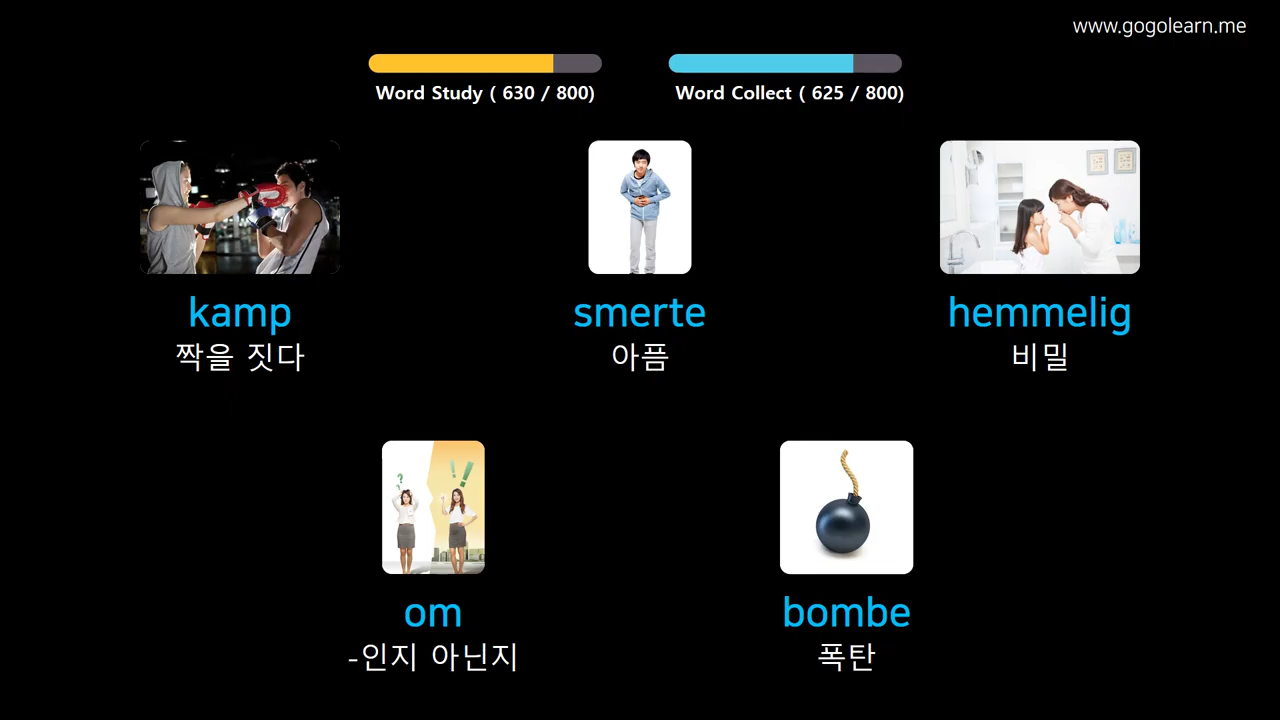 www.gogolearn.me
Word Study ( 630 / 800)
Word Collect ( 625 / 800)
kamp
짝을 짓다
smerte
아픔
hemmelig
비밀
om
-인지 아닌지
bombe
폭탄